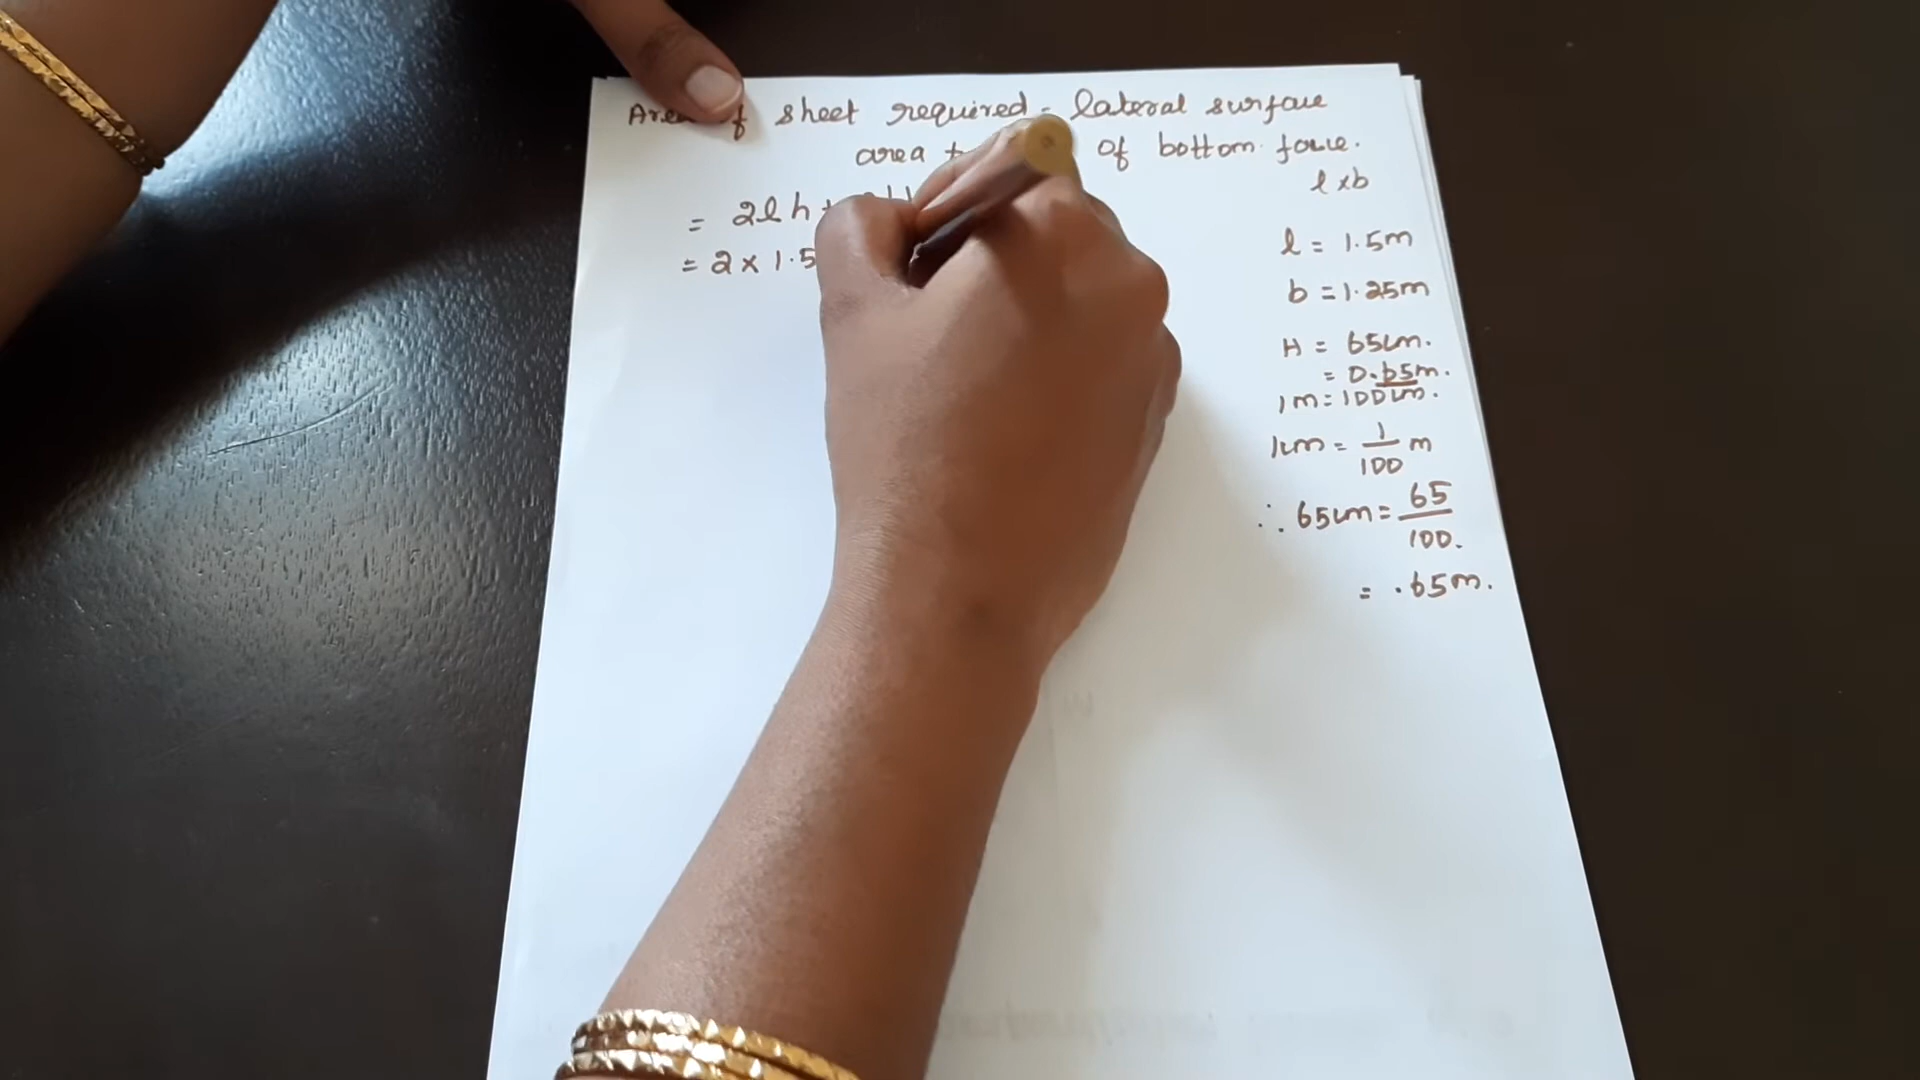 Area of sheet required = lateral surface
area + of bottom face.
l x b
= 2lh +
= 2 x 1.5
l = 1.5m
b = 1.25m
H = 65cm.
= 0.65m.
1m = 100cm.
1cm = 1/100 m
∴ 65cm = 65/100.
= .65m.